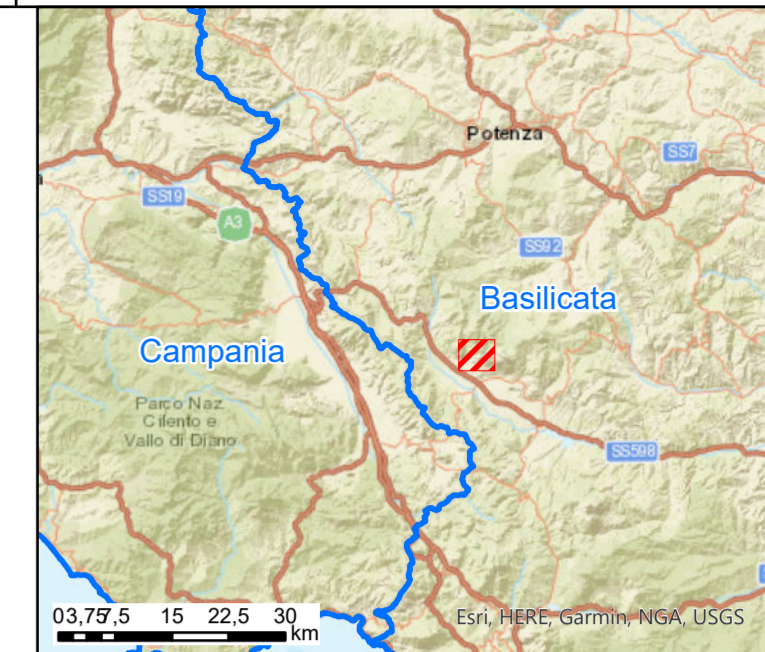 Potenza
SS7
SS19
A3
SS92
Basilicata
Campania
Parco Naz
Cilento e
Vallo di Diano
SS598
03,757,5 15 22,5 30
km
Esri, HERE, Garmin, NGA, USGS